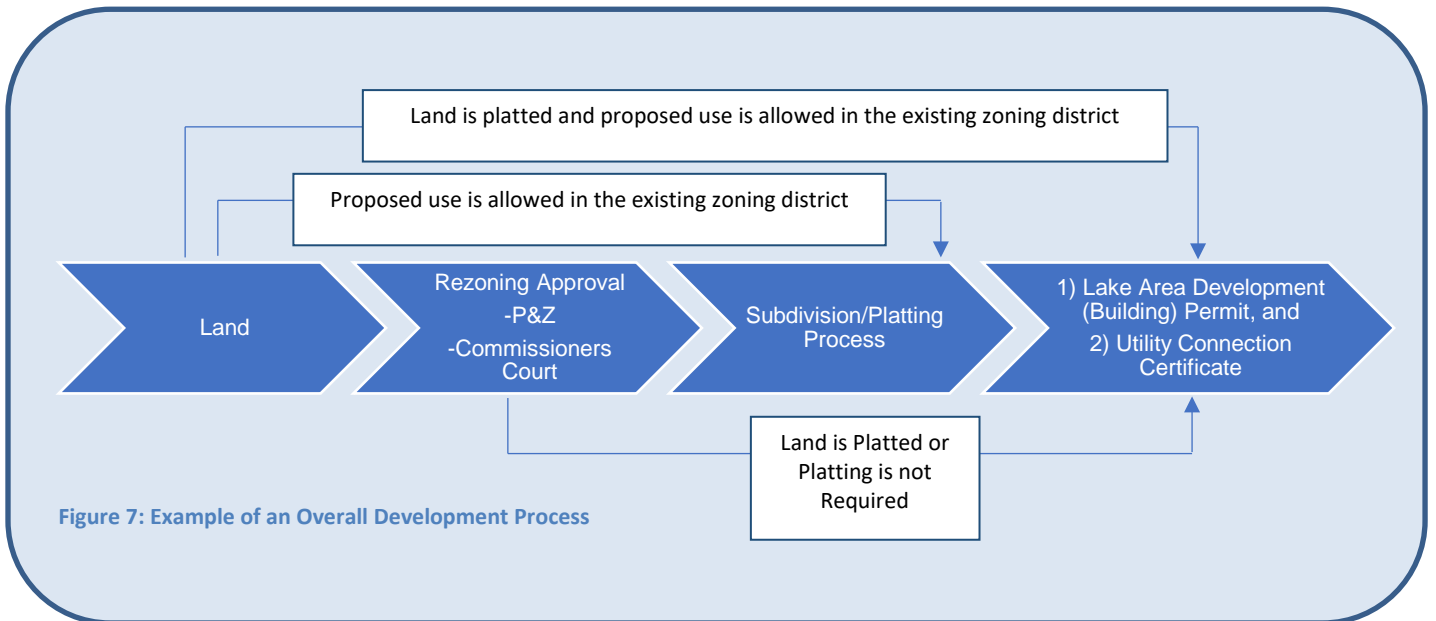 Land is platted and proposed use is allowed in the existing zoning district
Proposed use is allowed in the existing zoning district
Land
Rezoning Approval
-P&Z
-Commissioners
Court
Subdivision/Platting
Process
1) Lake Area Development
(Building) Permit, and
2) Utility Connection
Certificate
Land is Platted or
Platting is not
Required
Figure 7: Example of an Overall Development Process